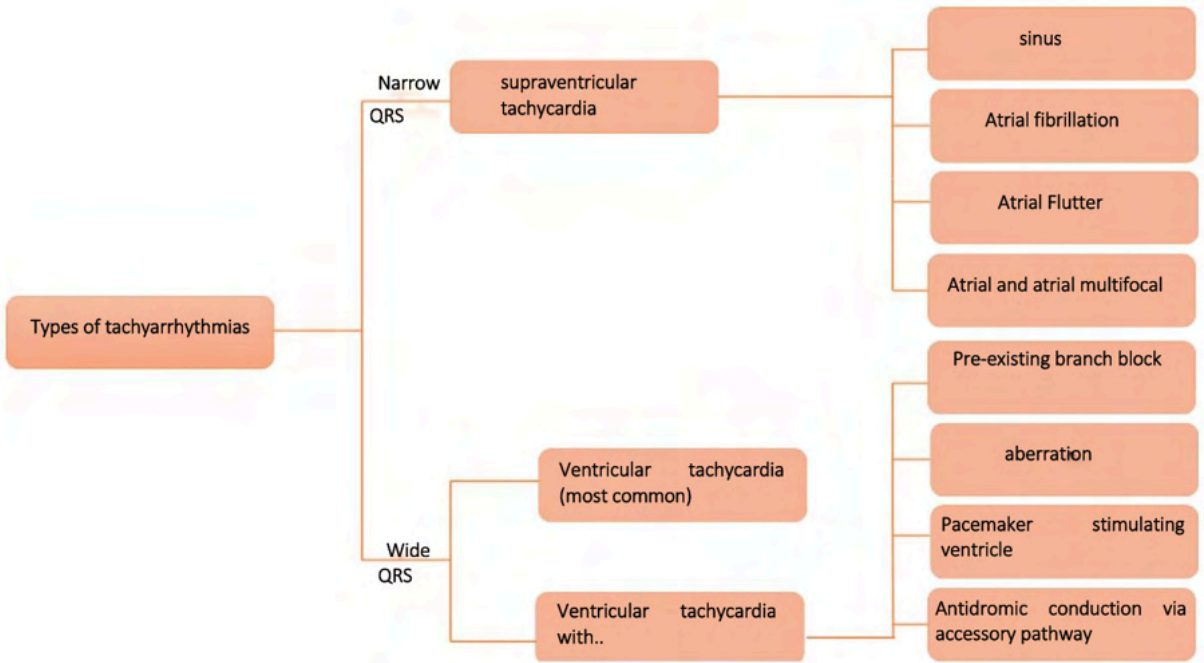 sinus
Narrow
QRS
supraventricular
tachycardia
Atrial fibrillation
Atrial Flutter
Atrial and atrial multifocal
Types of tachyarrhythmias
Pre-existing branch block
aberration
Ventricular tachycardia
(most common)
Pacemaker stimulating
ventricle
Wide
QRS
Ventricular tachycardia
with..
Antidromic conduction via
accessory pathway